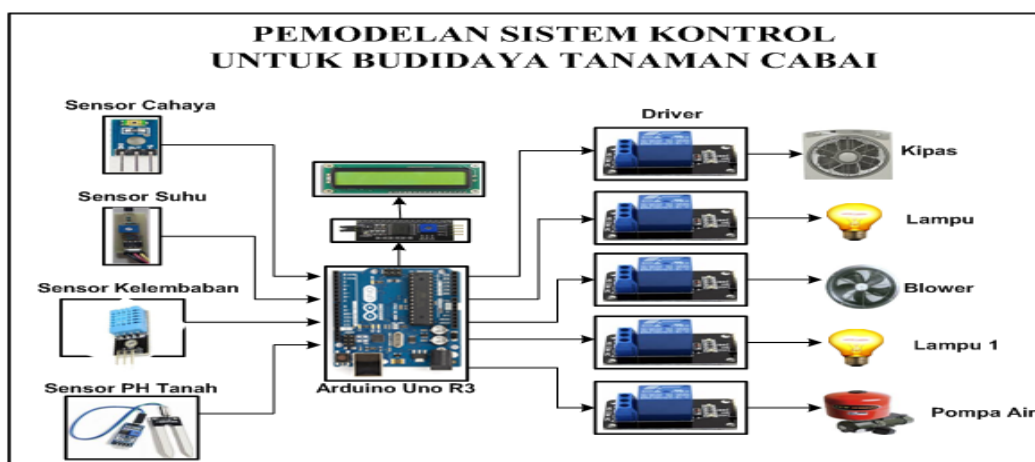 PEMODELAN SISTEM KONTROL
UNTUK BUDIDAYA TANAMAN CABAI
Sensor Cahaya
Sensor Suhu
Sensor Kelembaban
Sensor PH Tanah
Arduino Uno R3
Driver
Kipas
Lampu
Blower
Lampu 1
Pompa Air